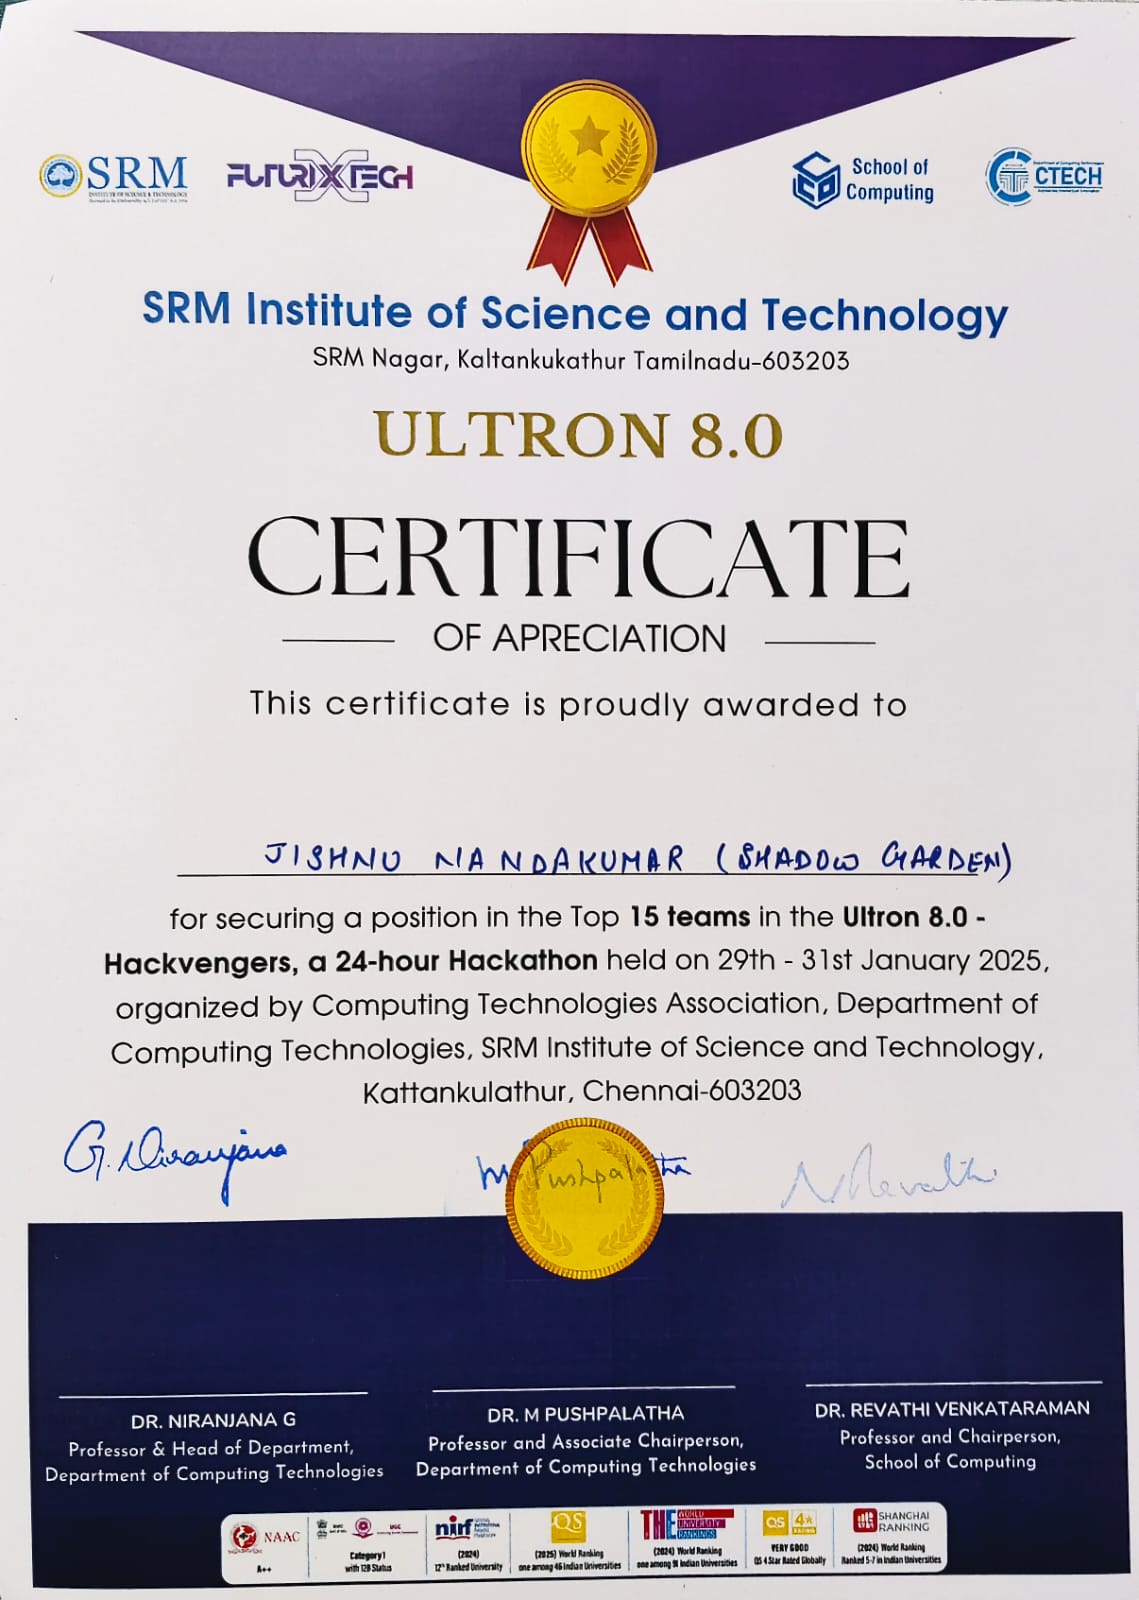 SRM
INSTITUTE OF SCIENCE & TECHNOLOGY
FUTURIX TECH
School of
Computing
CTECH
SRM Institute of Science and Technology
SRM Nagar, Kaltankukathur Tamilnadu-603203
ULTRON 8.0
CERTIFICATE
OF APRECIATION
This certificate is proudly awarded to
JISHNU NANDAKUMAR (SHADOW GARDEN)
for securing a position in the Top 15 teams in the Ultron 8.0 -
Hackvengers, a 24-hour Hackathon held on 29th - 31st January 2025,
organized by Computing Technologies Association, Department of
Computing Technologies, SRM Institute of Science and Technology,
Kattankulathur, Chennai-603203
G. Niranjana
M. Pushpalatha
N Revathi
DR. NIRANJANA G
Professor & Head of Department,
Department of Computing Technologies
DR. M PUSHPALATHA
Professor and Associate Chairperson,
Department of Computing Technologies
DR. REVATHI VENKATARAMAN
Professor and Chairperson,
School of Computing
NAAC
A++
UGC
Category I
with 12B Status
nirf
(2024)
12th Ranked University
QS
(2025) World Ranking
one among 46 Indian Universities
THE WORLD UNIVERSITY RANKINGS
(2024) World Ranking
one among 91 Indian Universities
QS 4★
VERY GOOD
QS 4 Star Rated Globally
SHANGHAI
RANKING
(2024) World Ranking
Ranked 5-7 in Indian Universities